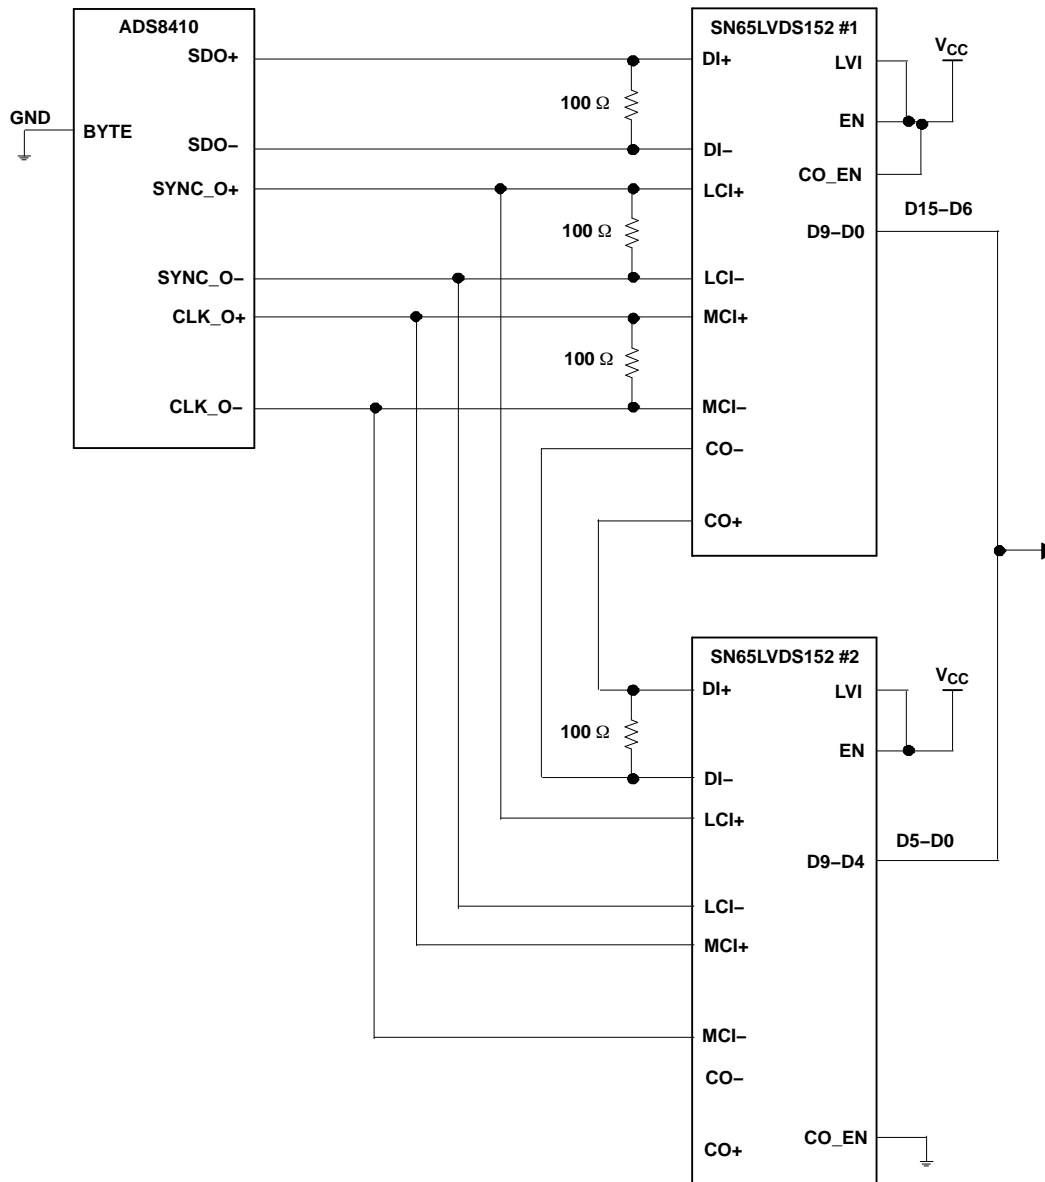 ADS8410
SDO+
GND
BYTE
SDO−
SYNC_O+
SYNC_O−
CLK_O+
CLK_O−
100 Ω
100 Ω
100 Ω
SN65LVDS152 #1
DI+
LVI
VCC
EN
DI−
CO_EN
LCI+
D15−D6
D9−D0
LCI−
MCI+
MCI−
CO−
CO+
SN65LVDS152 #2
DI+
LVI
VCC
100 Ω
EN
DI−
LCI+
D5−D0
D9−D4
LCI−
MCI+
MCI−
CO−
CO_EN
CO+